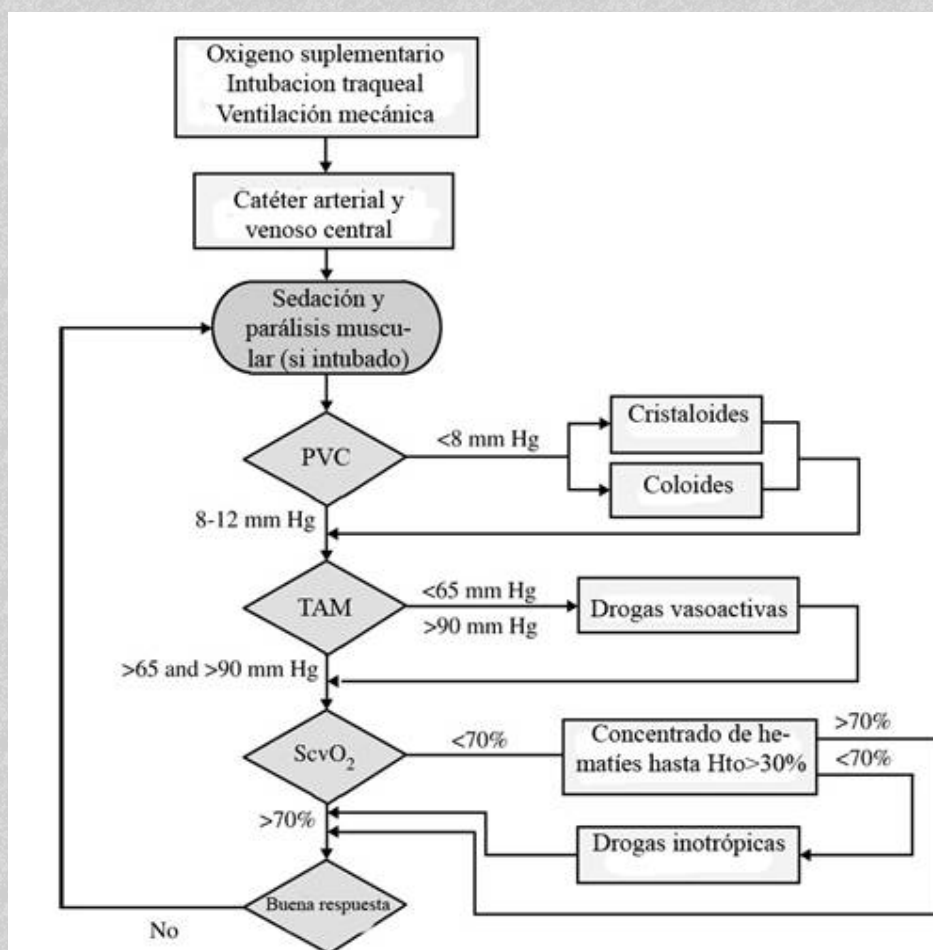 Oxigeno suplementario
Intubacion traqueal
Ventilación mecánica
Catéter arterial y
venoso central
Sedación y
parálisis muscu-
lar (si intubado)
PVC
<8 mm Hg
Cristaloides
Coloides
8-12 mm Hg
TAM
<65 mm Hg
>90 mm Hg
Drogas vasoactivas
>65 and >90 mm Hg
ScvO₂
<70%
Concentrado de he-
matíes hasta Hto>30%
>70%
<70%
>70%
Drogas inotrópicas
Buena respuesta
No